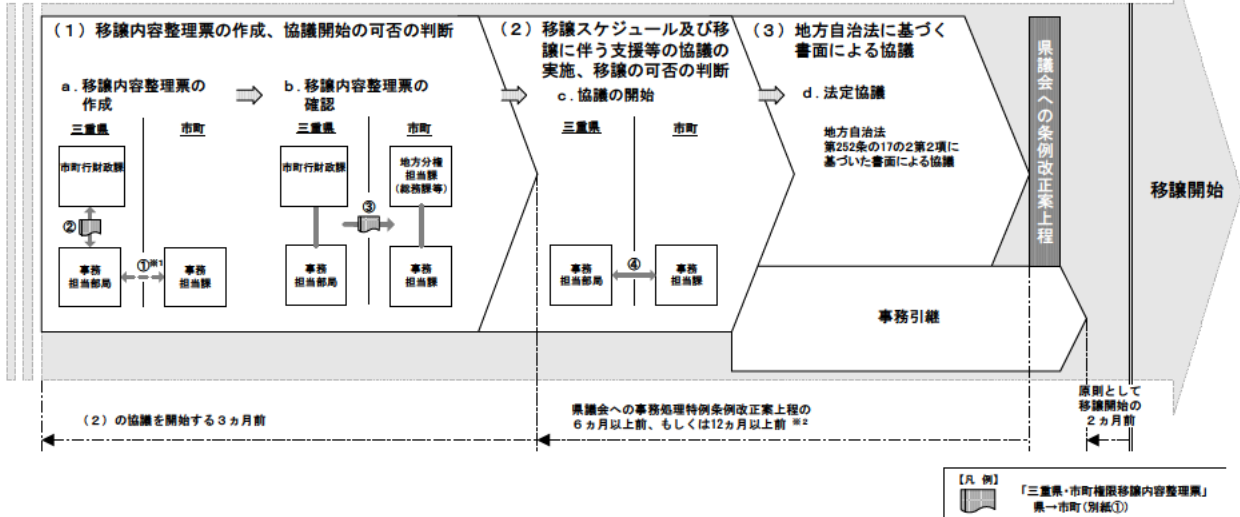 (1)移譲内容整理票の作成、協議開始の可否の判断
a.移譲内容整理票の
作成
三重県
市町
市町行財政課
②
事務
担当部局
①※1
事務
担当課
b.移譲内容整理票の
確認
三重県
市町
市町行財政課
地方分権
担当課
(総務課等)
③
事務
担当部局
事務
担当課
(2)移譲スケジュール及び移
譲に伴う支援等の協議の
実施、移譲の可否の判断
c.協議の開始
三重県
市町
事務
担当部局
④
事務
担当課
(3)地方自治法に基づく
書面による協議
d.法定協議
地方自治法
第252条の17の2第2項に
基づいた書面による協議
県議会への条例改正案上程
移譲開始
事務引継
(2)の協議を開始する3ヵ月前
県議会への事務処理特例条例改正案上程の
6ヵ月以上前、もしくは12ヵ月以上前 ※2
原則として
移譲開始の
2ヵ月前
【凡 例】
「三重県・市町権限移譲内容整理票」
県→市町(別紙①)